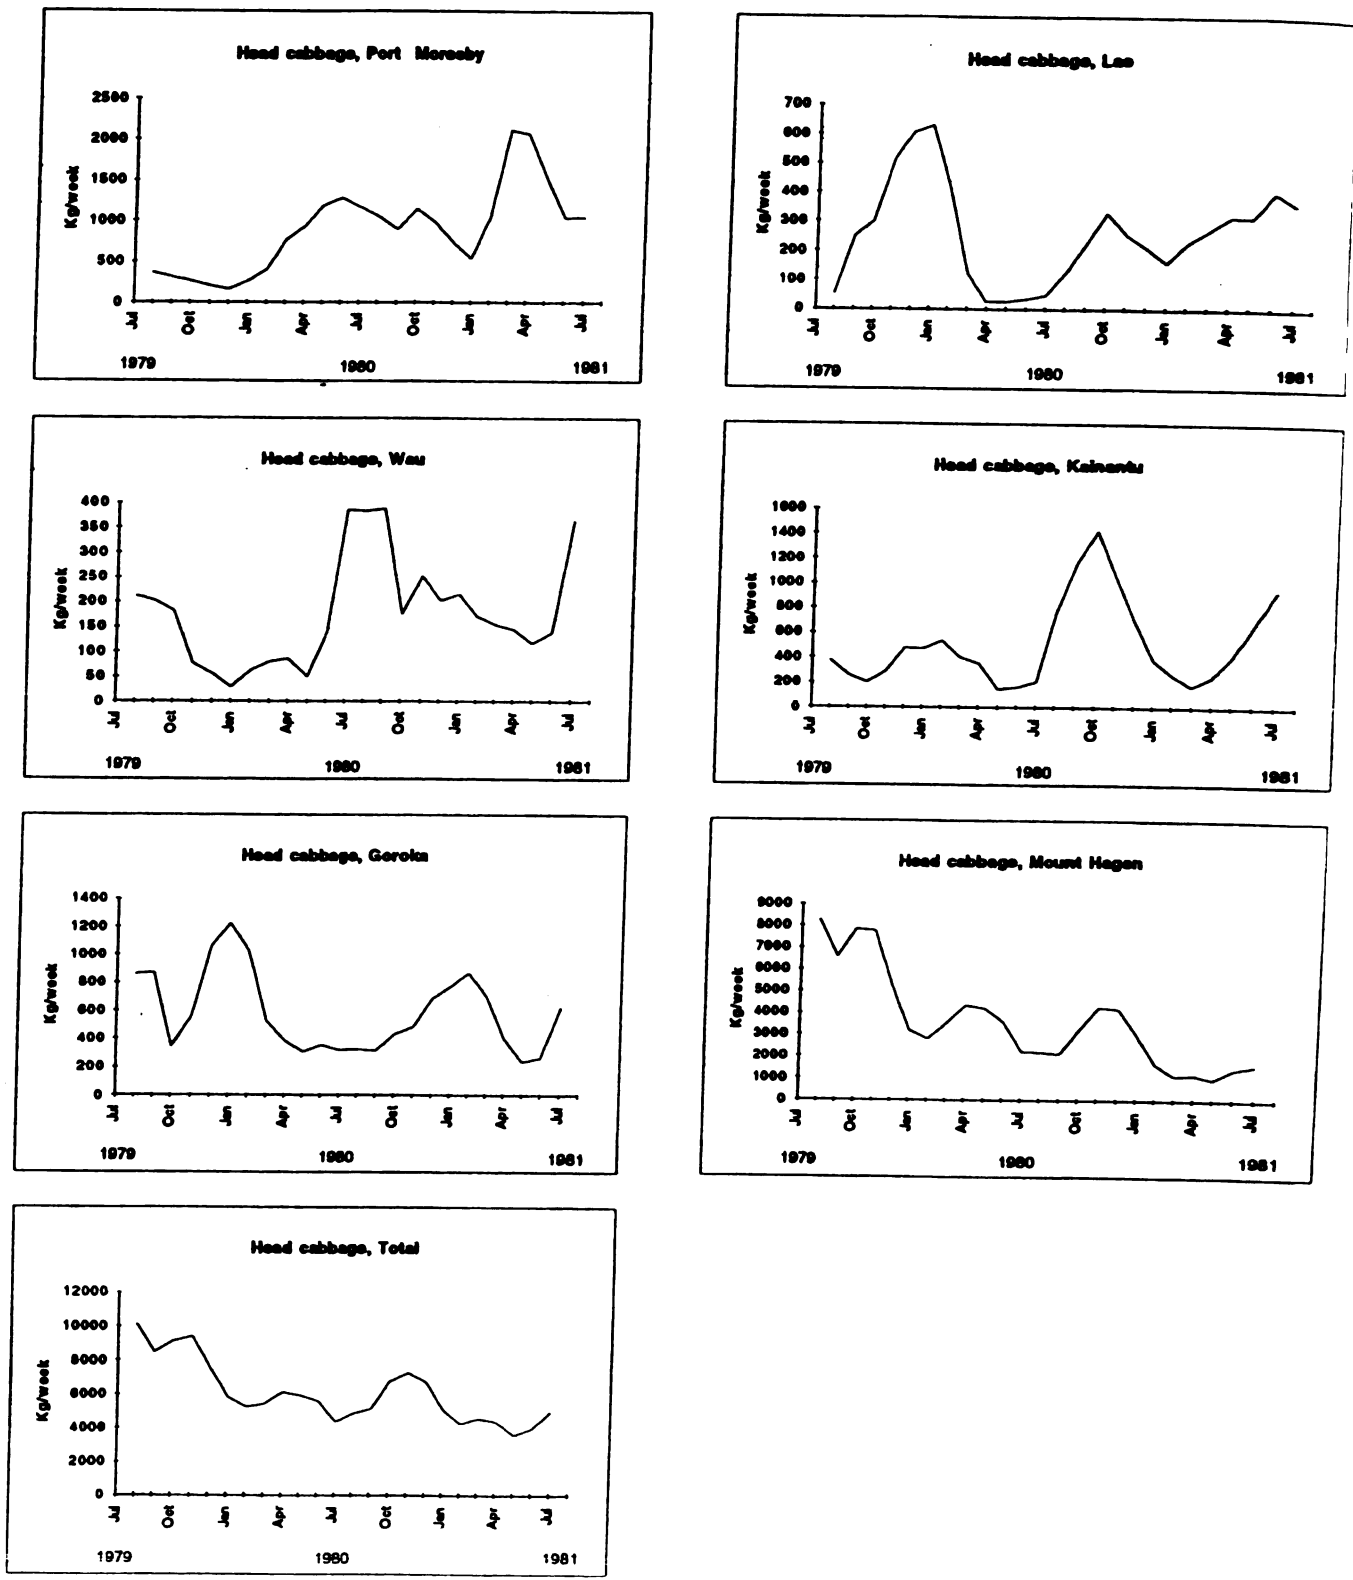 Head cabbage, Port Moresby
2500
2000
1500
1000
500
0
Kg/week
Jul Oct Jan Apr Jul Oct Jan Apr Jul
1979 1980 1981
Head cabbage, Lae
700
600
500
400
300
200
100
0
Kg/week
Jul Oct Jan Apr Jul Oct Jan Apr Jul
1979 1980 1981
Head cabbage, Wau
400
350
300
250
200
150
100
50
0
Kg/week
Jul Oct Jan Apr Jul Oct Jan Apr Jul
1979 1980 1981
Head cabbage, Kainantu
1600
1400
1200
1000
800
600
400
200
0
Kg/week
Jul Oct Jan Apr Jul Oct Jan Apr Jul
1979 1980 1981
Head cabbage, Goroka
1400
1200
1000
800
600
400
200
0
Kg/week
Jul Oct Jan Apr Jul Oct Jan Apr Jul
1979 1980 1981
Head cabbage, Mount Hagan
9000
8000
7000
6000
5000
4000
3000
2000
1000
0
Kg/week
Jul Oct Jan Apr Jul Oct Jan Apr Jul
1979 1980 1981
Head cabbage, Total
12000
10000
8000
6000
4000
2000
0
Kg/week
Jul Oct Jan Apr Jul Oct Jan Apr Jul
1979 1980 1981